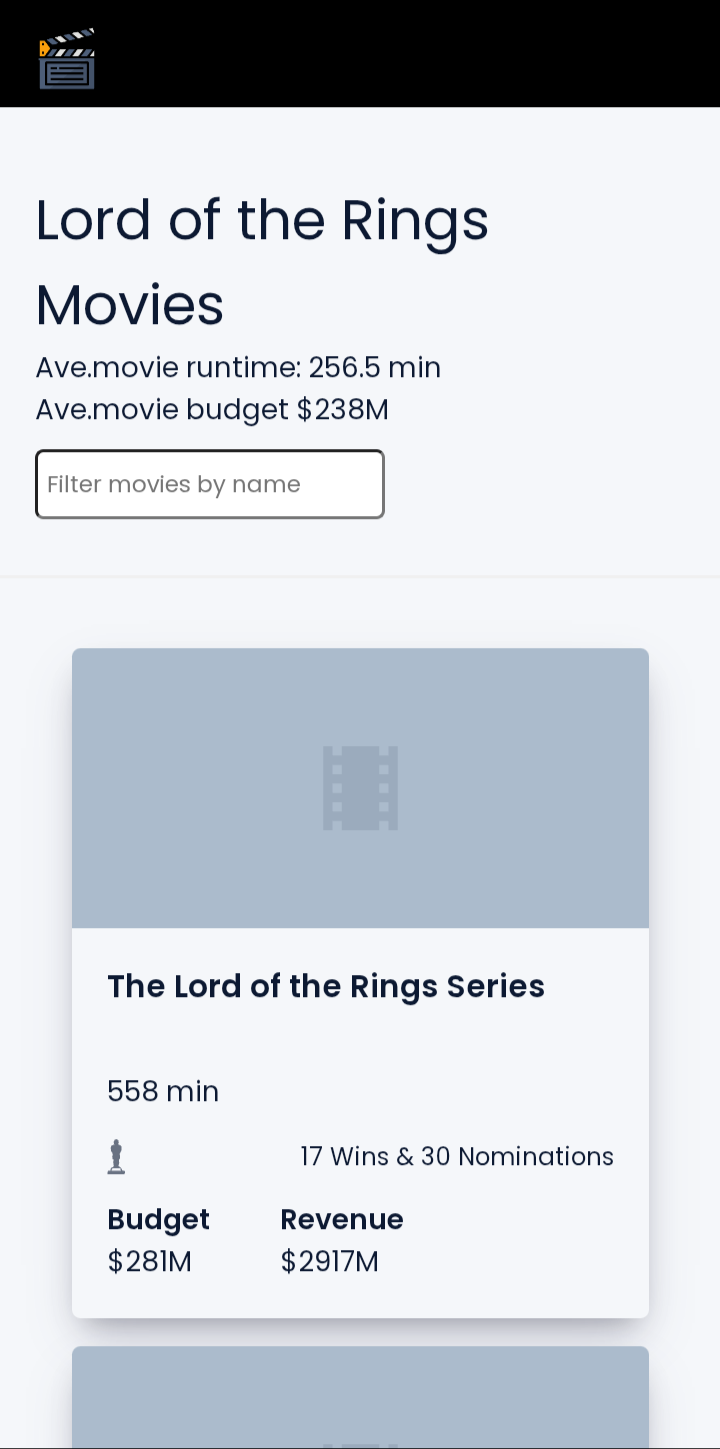 Lord of the Rings
Movies
Ave.movie runtime: 256.5 min
Ave.movie budget $238M
Filter movies by name
The Lord of the Rings Series
558 min
17 Wins & 30 Nominations
Budget Revenue
$281M $2917M